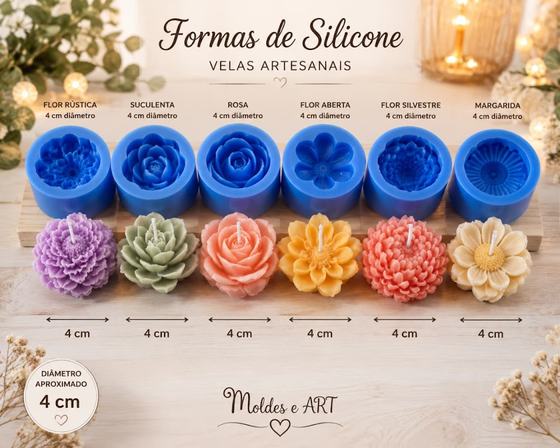 Formas de Silicone
VELAS ARTESANAIS
FLOR RÚSTICA
4 cm diâmetro
SUCULENTA
4 cm diâmetro
ROSA
4 cm diâmetro
FLOR ABERTA
4 cm diâmetro
FLOR SILVESTRE
4 cm diâmetro
MARGARIDA
4 cm diâmetro
4 cm
4 cm
4 cm
4 cm
4 cm
4 cm
DIÂMETRO
APROXIMADO
4 cm
Moldes e ART